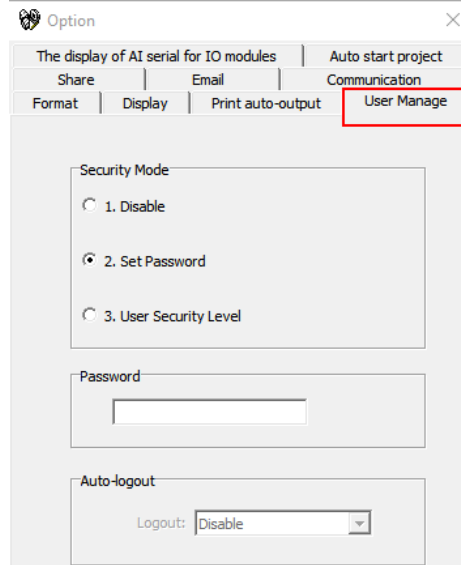 Option
The display of AI serial for IO modules Auto start project
Share Email Communication
Format Display Print auto-output User Manage
Security Mode
1. Disable
2. Set Password
3. User Security Level
Password
Auto-logout
Logout: Disable